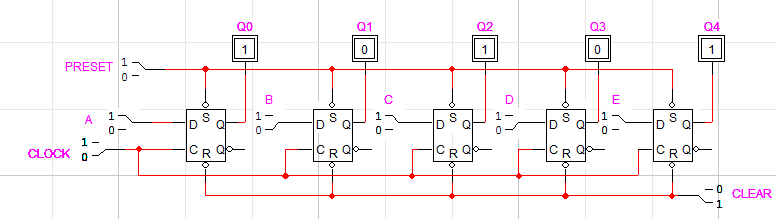 Q0 Q1 Q2 Q3 Q4
1 0 1 0 1
PRESET 1
0
A 1
0
B 1
0
C 1
0
D 1
0
E 1
0
D S Q
C R Q
D S Q
C R Q
D S Q
C R Q
D S Q
C R Q
D S Q
C R Q
CLOCK 1
0
0
1 CLEAR